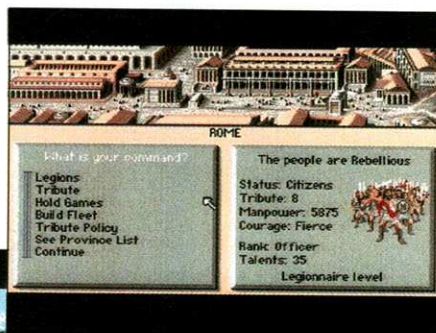 ROME
What is your command?
Legions
Tribute
Hold Games
Build Fleet
Tribute Policy
See Province List
Continue
The people are Rebellious
Status: Citizens
Tribute: 8
Manpower: 5875
Courage: Fierce
Rank: Officer
Talents: 35
Legionnaire level